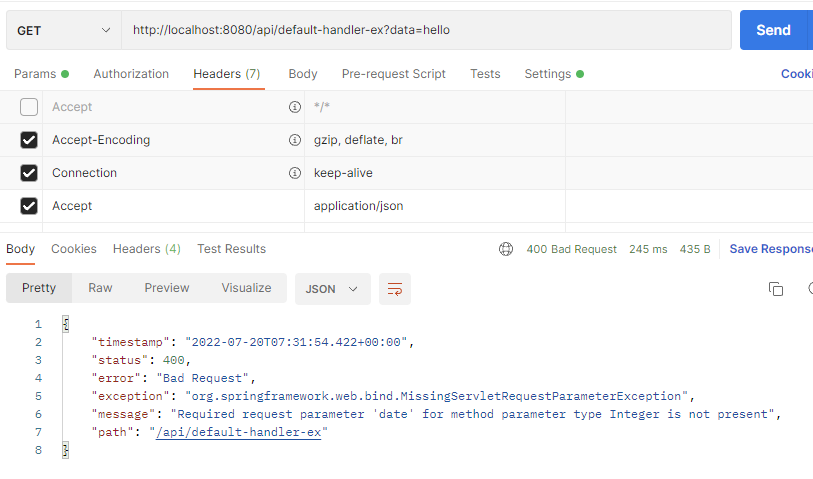 GET http://localhost:8080/api/default-handler-ex?data=hello Send
Params Authorization Headers (7) Body Pre-request Script Tests Settings Cooki
Accept */*
Accept-Encoding gzip, deflate, br
Connection keep-alive
Accept application/json
Body Cookies Headers (4) Test Results 400 Bad Request 245 ms 435 B Save Respons
Pretty Raw Preview Visualize JSON
1 {
2 "timestamp": "2022-07-20T07:31:54.422+00:00",
3 "status": 400,
4 "error": "Bad Request",
5 "exception": "org.springframework.web.bind.MissingServletRequestParameterException",
6 "message": "Required request parameter 'date' for method parameter type Integer is not present",
7 "path": "/api/default-handler-ex"
8 }